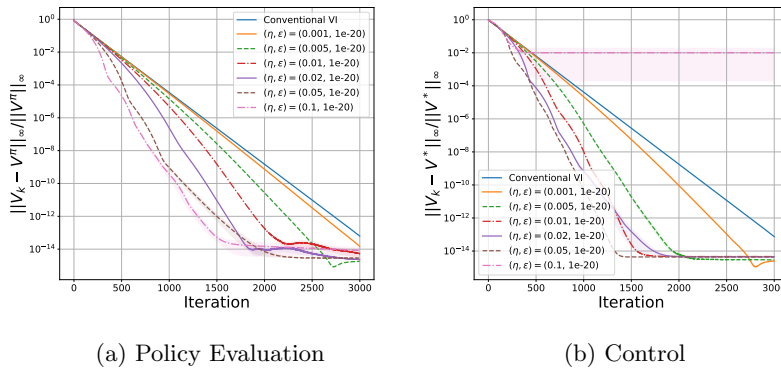 ||V_k − V^π||_∞/||V^π||_∞
10^0
10^−2
10^−4
10^−6
10^−8
10^−10
10^−12
10^−14
Conventional VI
(η, ε) = (0.001, 1e-20)
(η, ε) = (0.005, 1e-20)
(η, ε) = (0.01, 1e-20)
(η, ε) = (0.02, 1e-20)
(η, ε) = (0.05, 1e-20)
(η, ε) = (0.1, 1e-20)
0 500 1000 1500 2000 2500 3000
Iteration
(a) Policy Evaluation
||V_k − V^*||_∞/||V^*||_∞
10^0
10^−2
10^−4
10^−6
10^−8
10^−10
10^−12
10^−14
Conventional VI
(η, ε) = (0.001, 1e-20)
(η, ε) = (0.005, 1e-20)
(η, ε) = (0.01, 1e-20)
(η, ε) = (0.02, 1e-20)
(η, ε) = (0.05, 1e-20)
(η, ε) = (0.1, 1e-20)
0 500 1000 1500 2000 2500 3000
Iteration
(b) Control